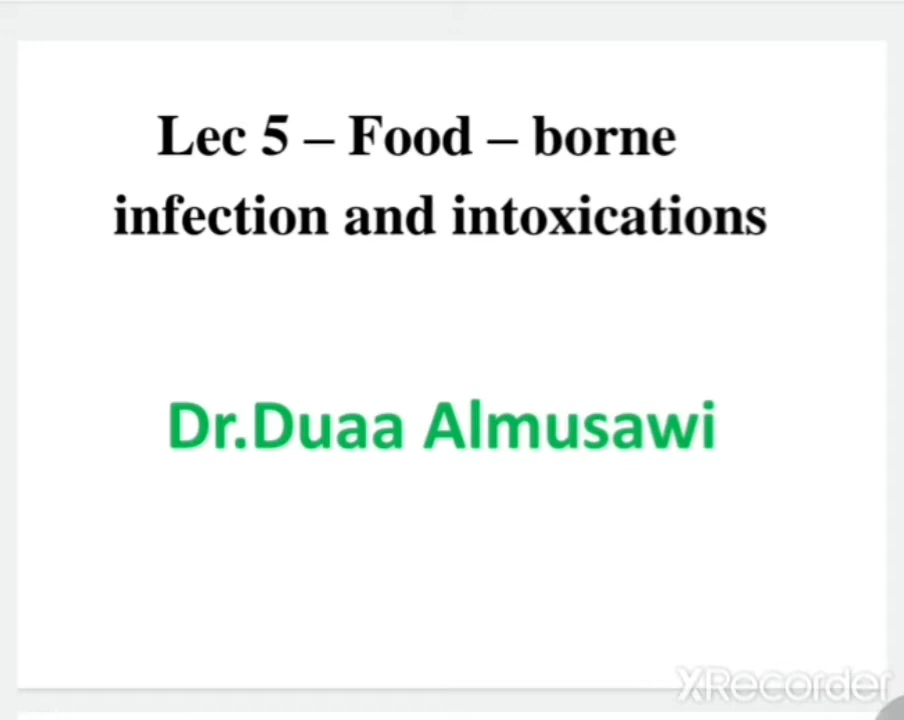 Lec 5 – Food – borne
infection and intoxications
Dr.Duaa Almusawi
XRecorder